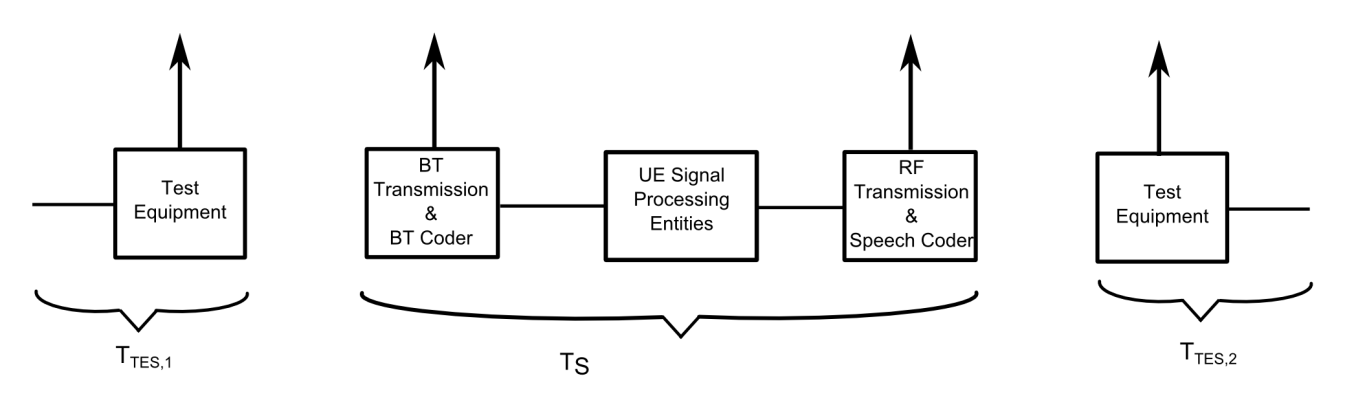 Test
Equipment
BT
Transmission
&
BT Coder
UE Signal
Processing
Entities
RF
Transmission
&
Speech Coder
Test
Equipment
TTES,1
TS
TTES,2